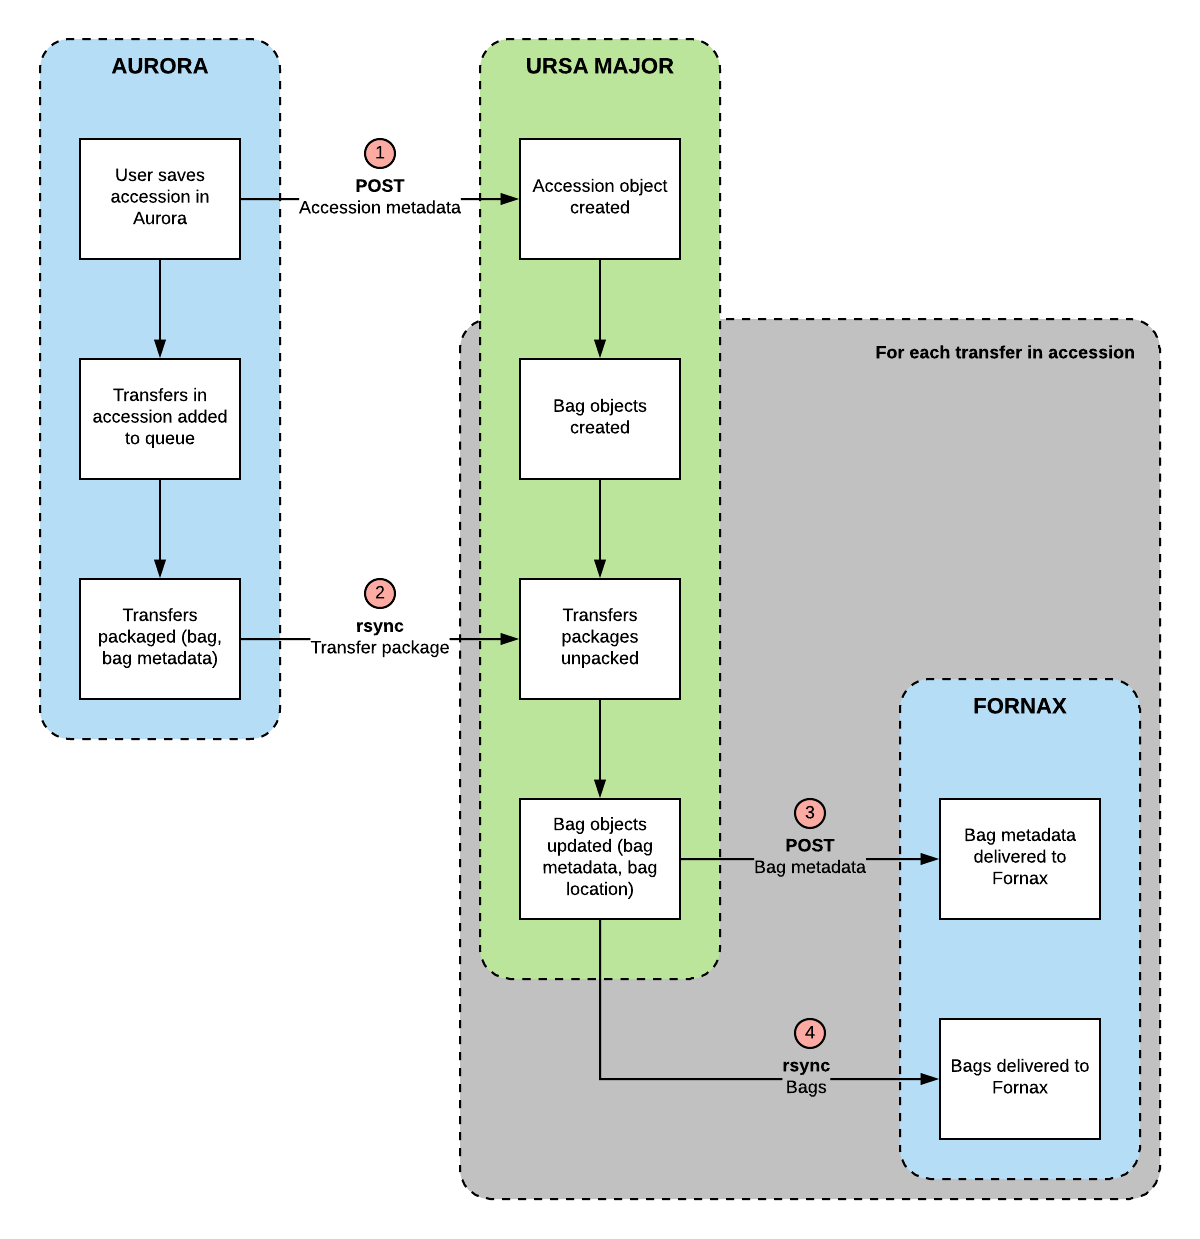 AURORA
URSA MAJOR
User saves
accession in
Aurora
1
POST
Accession metadata
Accession object
created
For each transfer in accession
Transfers in
accession added
to queue
Bag objects
created
Transfers
packaged (bag,
bag metadata)
2
rsync
Transfer package
Transfers
packages
unpacked
FORNAX
Bag objects
updated (bag
metadata, bag
location)
3
POST
Bag metadata
Bag metadata
delivered to
Fornax
4
rsync
Bags
Bags delivered to
Fornax